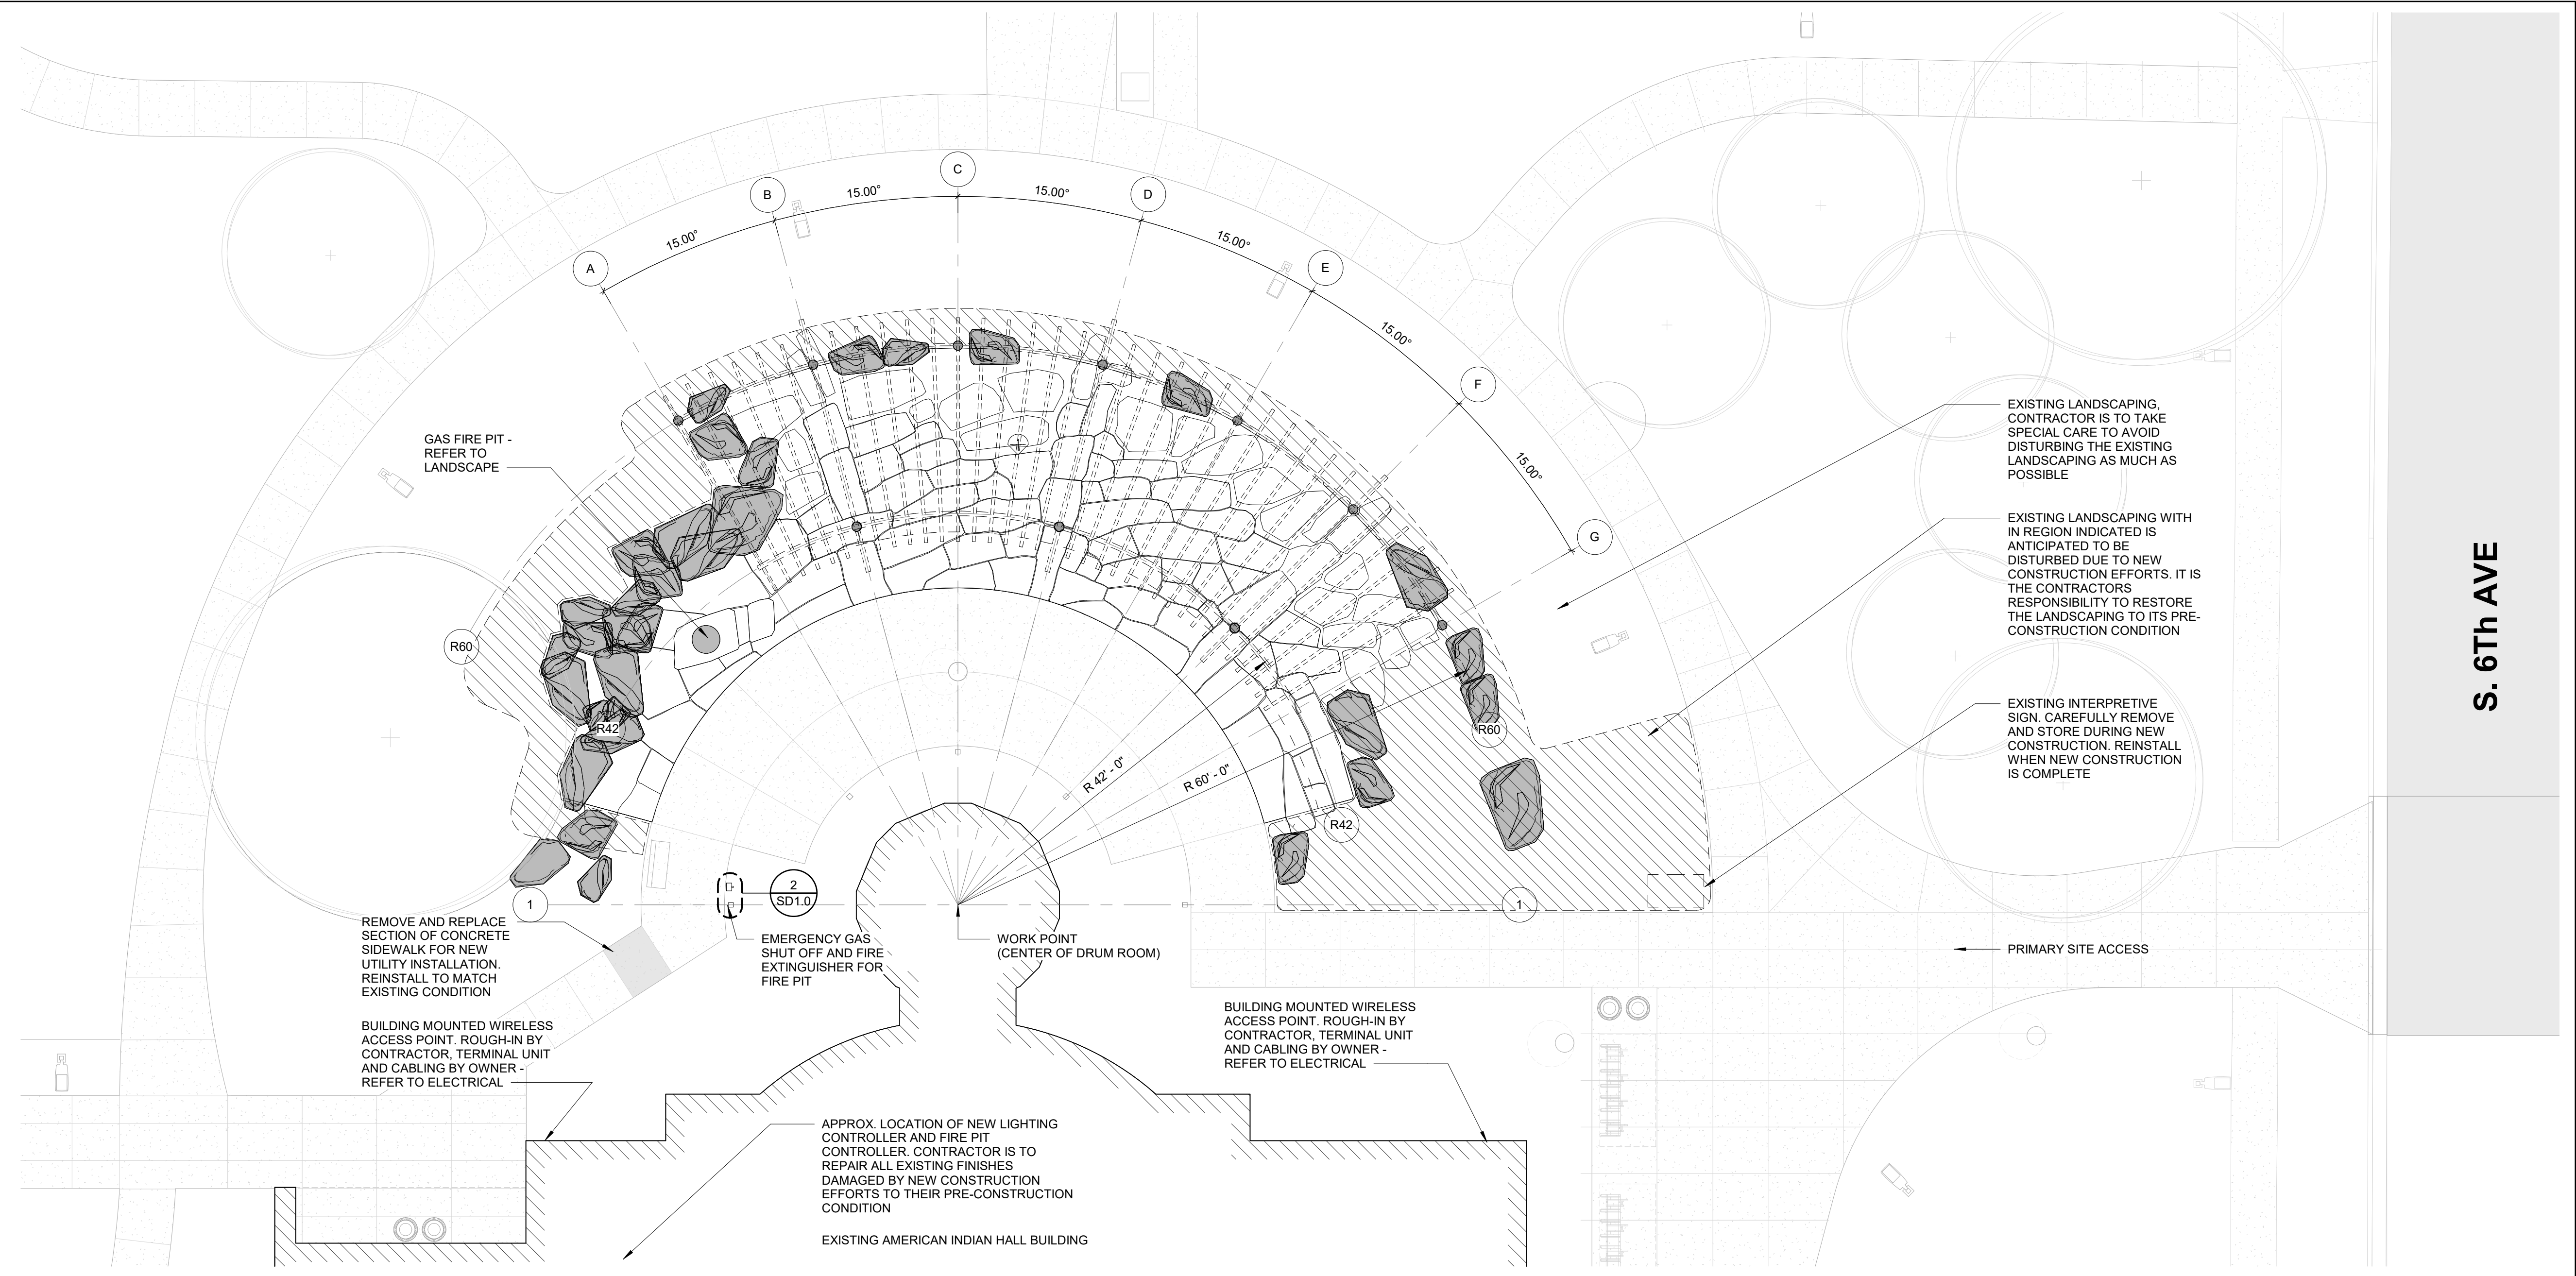 C
B
D
15.00°
15.00°
15.00°
15.00°
A
E
15.00°
F
15.00°
G
GAS FIRE PIT -
REFER TO
LANDSCAPE
EXISTING LANDSCAPING,
CONTRACTOR IS TO TAKE
SPECIAL CARE TO AVOID
DISTURBING THE EXISTING
LANDSCAPING AS MUCH AS
POSSIBLE
EXISTING LANDSCAPING WITH
IN REGION INDICATED IS
ANTICIPATED TO BE
DISTURBED DUE TO NEW
CONSTRUCTION EFFORTS. IT IS
THE CONTRACTORS
RESPONSIBILITY TO RESTORE
THE LANDSCAPING TO ITS PRE-
CONSTRUCTION CONDITION
S. 6Th AVE
R60
R42
R60
EXISTING INTERPRETIVE
SIGN. CAREFULLY REMOVE
AND STORE DURING NEW
CONSTRUCTION. REINSTALL
WHEN NEW CONSTRUCTION
IS COMPLETE
R 42' - 0"
R 60' - 0"
R42
2
SD1.0
1
1
REMOVE AND REPLACE
SECTION OF CONCRETE
SIDEWALK FOR NEW
UTILITY INSTALLATION.
REINSTALL TO MATCH
EXISTING CONDITION
EMERGENCY GAS
SHUT OFF AND FIRE
EXTINGUISHER FOR
FIRE PIT
WORK POINT
(CENTER OF DRUM ROOM)
PRIMARY SITE ACCESS
BUILDING MOUNTED WIRELESS
ACCESS POINT. ROUGH-IN BY
CONTRACTOR, TERMINAL UNIT
AND CABLING BY OWNER -
REFER TO ELECTRICAL
BUILDING MOUNTED WIRELESS
ACCESS POINT. ROUGH-IN BY
CONTRACTOR, TERMINAL UNIT
AND CABLING BY OWNER -
REFER TO ELECTRICAL
APPROX. LOCATION OF NEW LIGHTING
CONTROLLER AND FIRE PIT
CONTROLLER. CONTRACTOR IS TO
REPAIR ALL EXISTING FINISHES
DAMAGED BY NEW CONSTRUCTION
EFFORTS TO THEIR PRE-CONSTRUCTION
CONDITION
EXISTING AMERICAN INDIAN HALL BUILDING